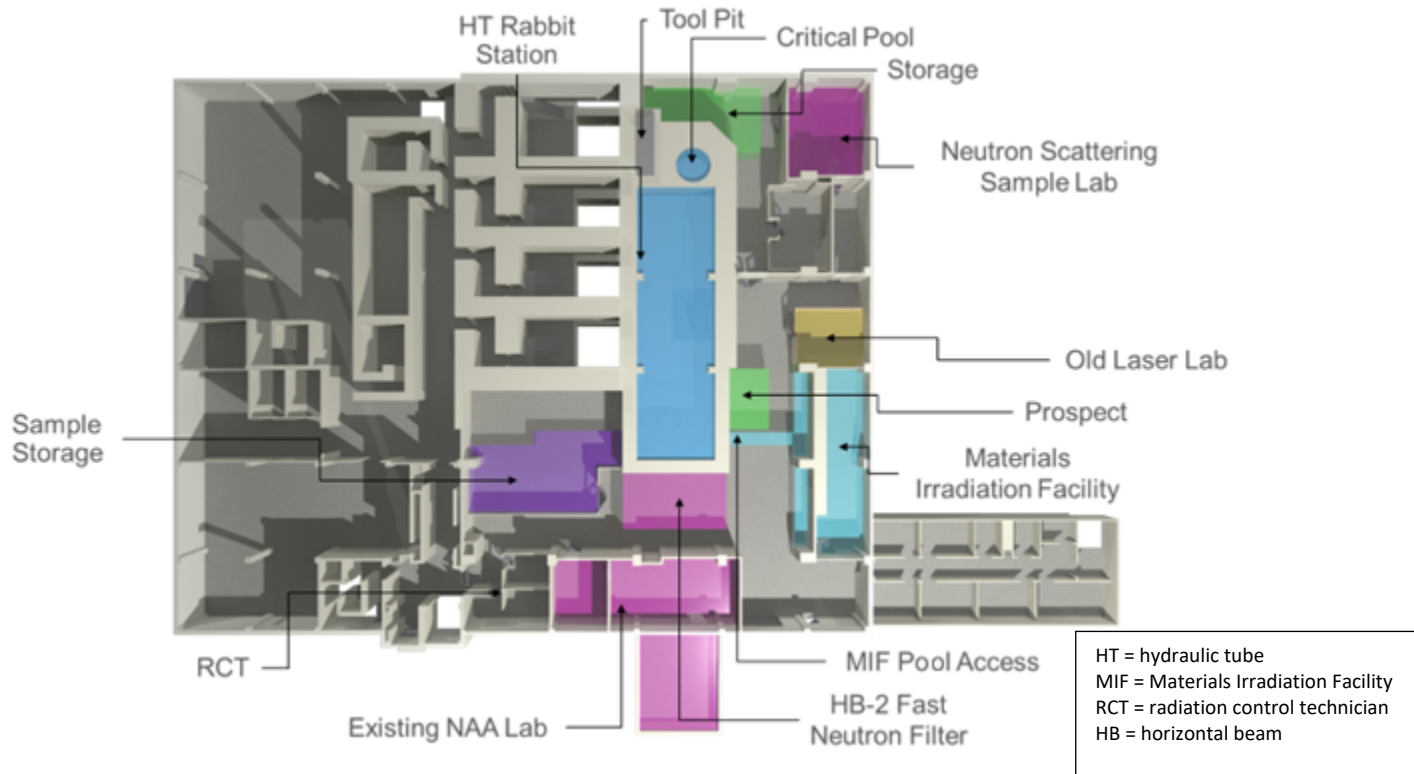 HT Rabbit
Station
Tool Pit
Critical Pool
Storage
Neutron Scattering
Sample Lab
Old Laser Lab
Prospect
Materials
Irradiation Facility
Sample
Storage
RCT
Existing NAA Lab
MIF Pool Access
HB-2 Fast
Neutron Filter
HT = hydraulic tube
MIF = Materials Irradiation Facility
RCT = radiation control technician
HB = horizontal beam